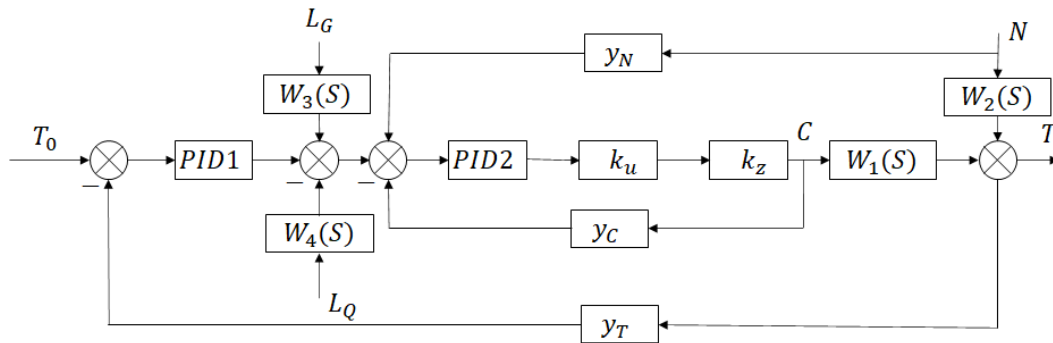 L_G
N
y_N
W_3(S)
W_2(S)
T_0
C
T
PID1
PID2
k_u
k_z
W_1(S)
−
−
−
W_4(S)
y_C
L_Q
y_T